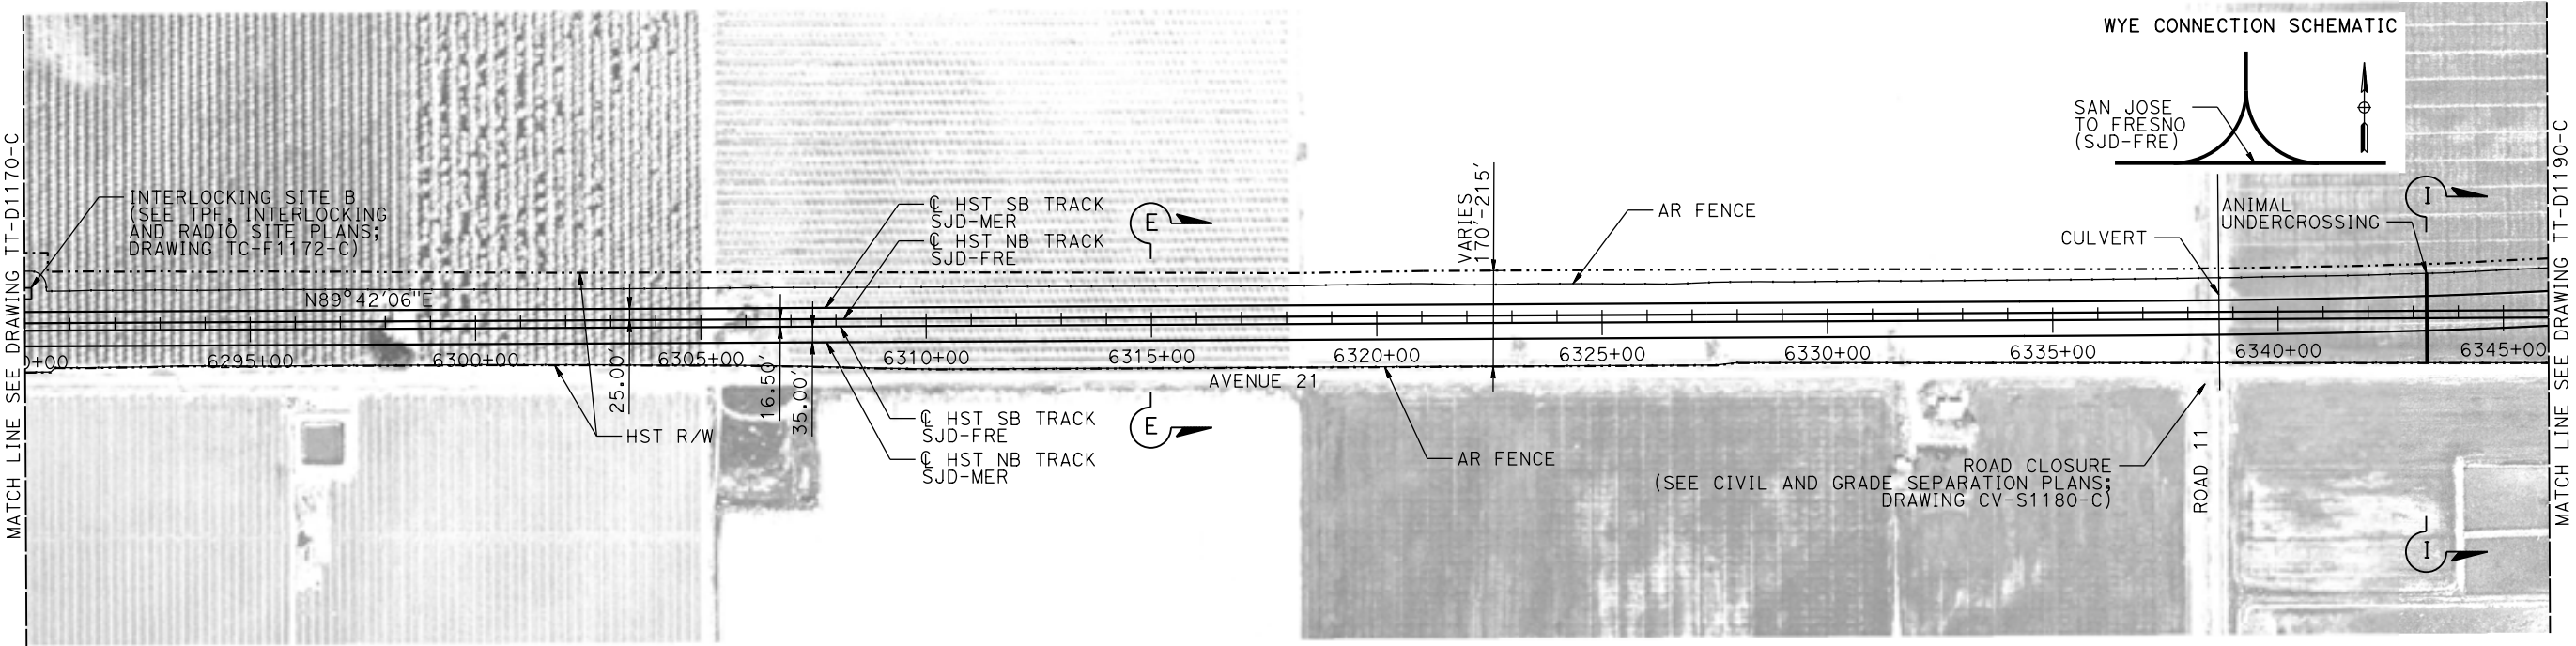 WYE CONNECTION SCHEMATIC
SAN JOSE
TO FRESNO
(SJD-FRE)
MATCH LINE SEE DRAWING TT-D1170-C
INTERLOCKING SITE B
(SEE TPF, INTERLOCKING
AND RADIO SITE PLANS;
DRAWING TC-F1172-C)
N89°42'06"E
℄ HST SB TRACK
SJD-MER
℄ HST NB TRACK
SJD-FRE
E
VARIES
170'-215'
AR FENCE
CULVERT
ANIMAL
UNDERCROSSING
I
MATCH LINE SEE DRAWING TT-D1190-C
0+00
6295+00
6300+00
6305+00
6310+00
6315+00
6320+00
6325+00
6330+00
6335+00
6340+00
6345+00
25.00'
16.50'
35.00'
AVENUE 21
HST R/W
℄ HST SB TRACK
SJD-FRE
℄ HST NB TRACK
SJD-MER
E
AR FENCE
ROAD CLOSURE
(SEE CIVIL AND GRADE SEPARATION PLANS;
DRAWING CV-S1180-C)
ROAD 11
I